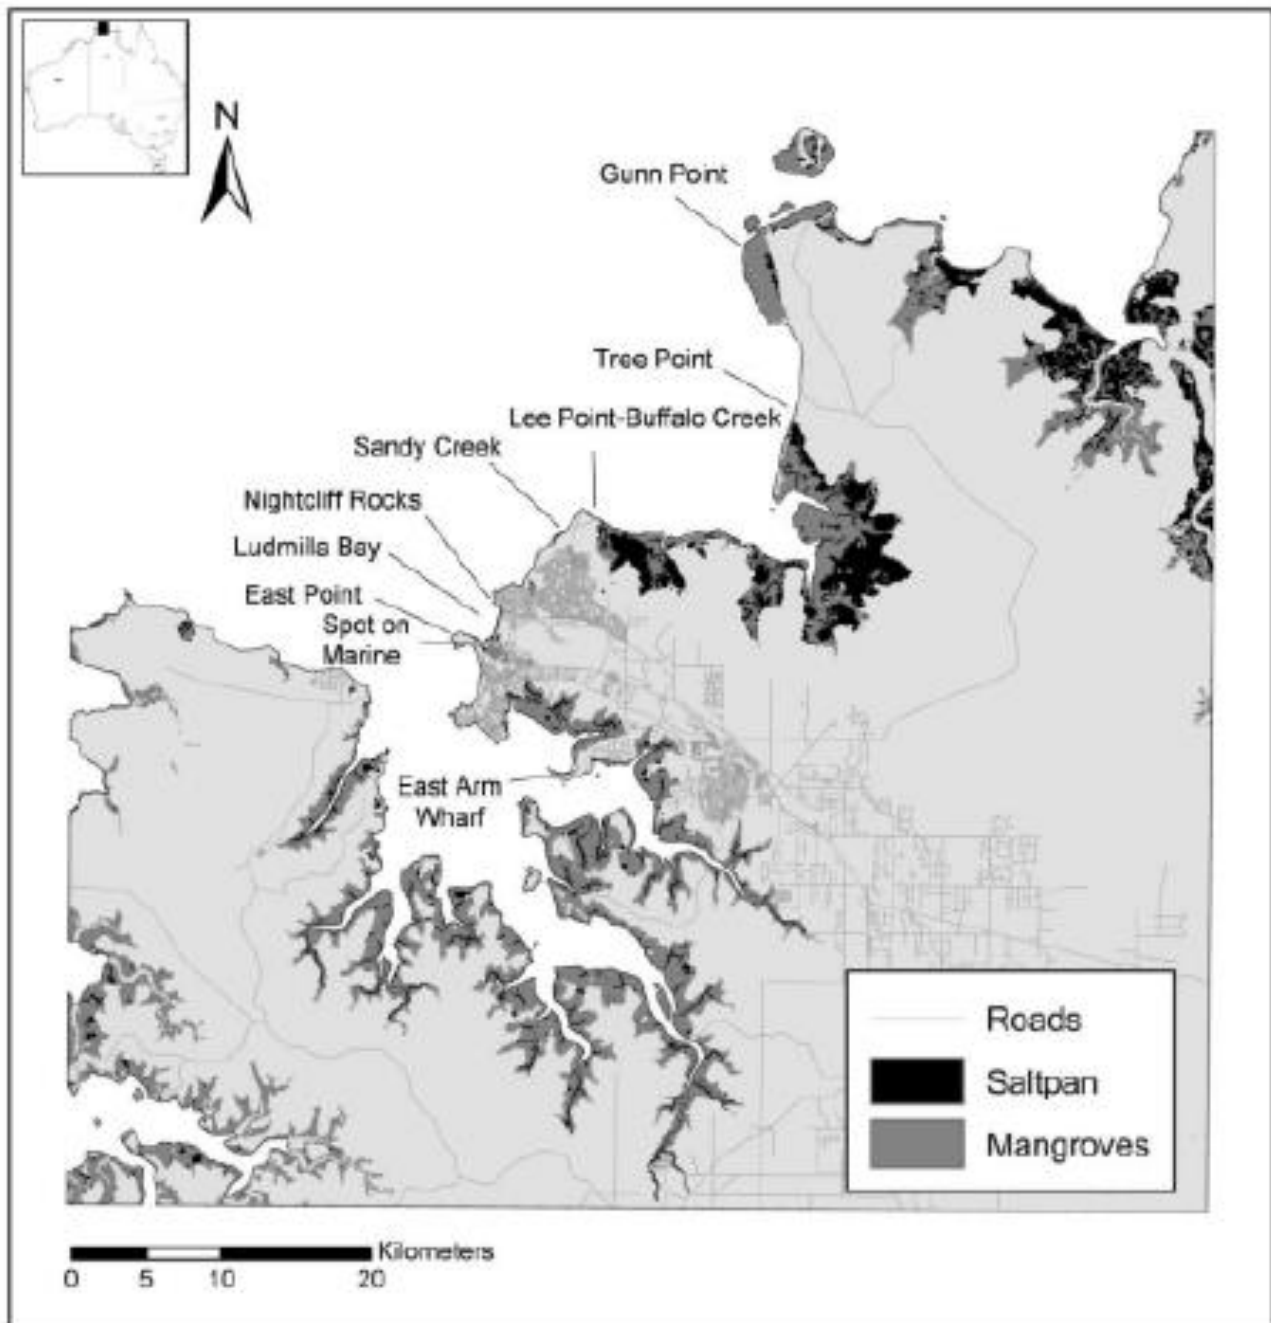 N
Gunn Point
Tree Point
Lee Point-Buffalo Creek
Sandy Creek
Nightcliff Rocks
Ludmilla Bay
East Point
Spot on
Marine
East Arm
Wharf
Roads
Saltpan
Mangroves
Kilometers
0 5 10 20